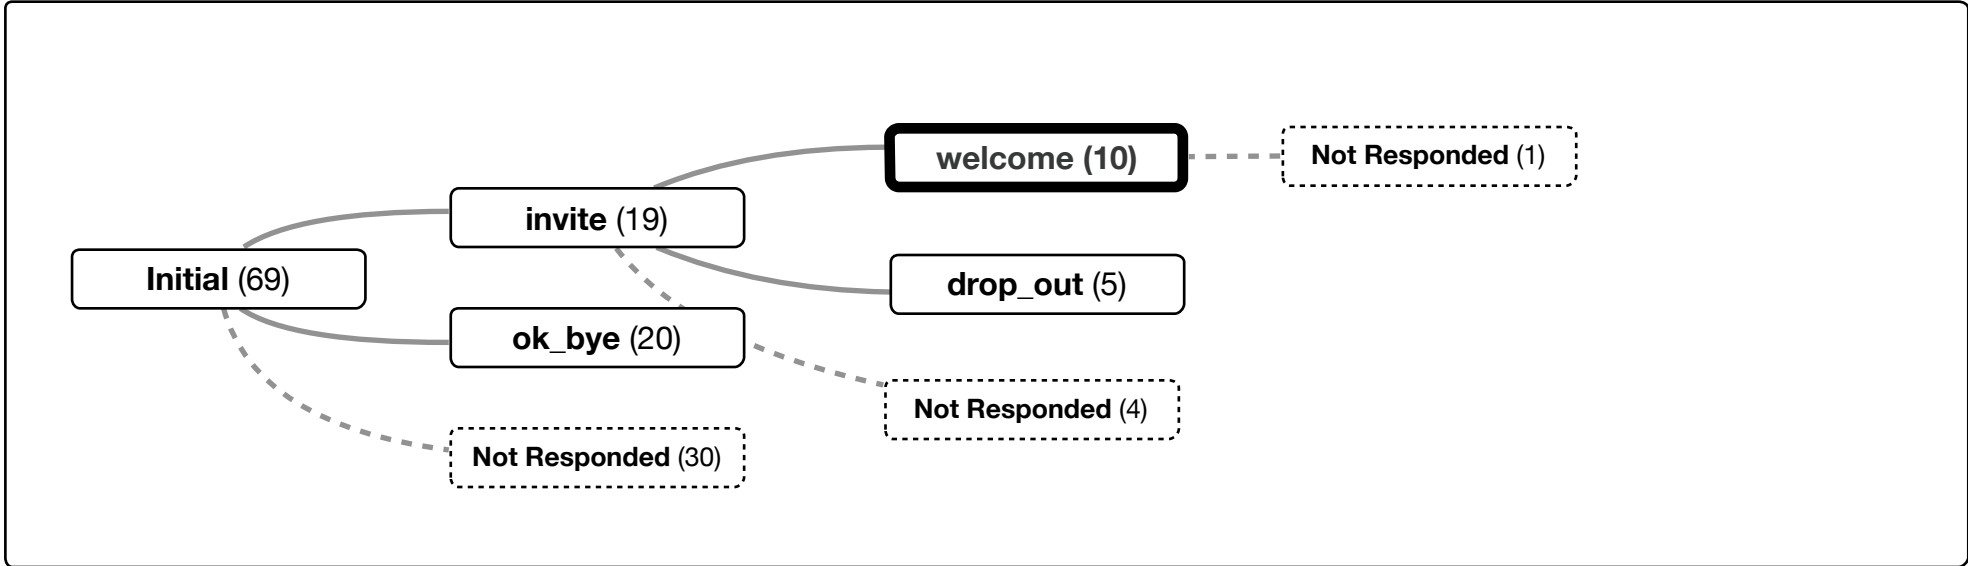 welcome (10)
Not Responded (1)
invite (19)
Initial (69)
drop_out (5)
ok_bye (20)
Not Responded (4)
Not Responded (30)